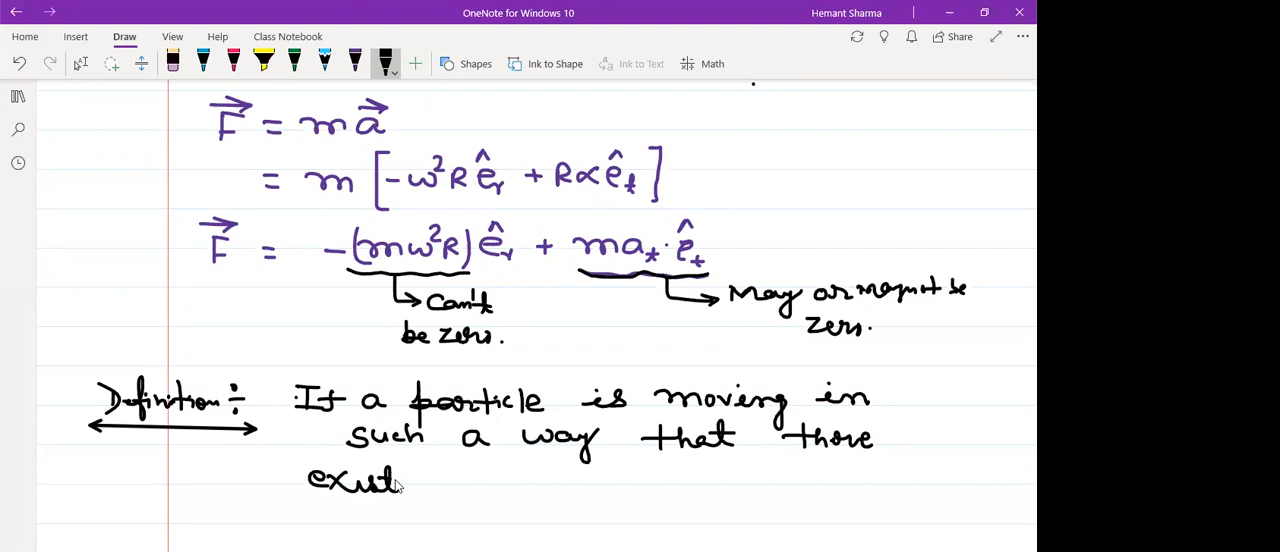 OneNote for Windows 10
Hemant Sharma
Home Insert Draw View Help Class Notebook
Share
Shapes Ink to Shape Ink to Text Math
F⃗ = m a⃗
= m [-ω²R ê_r + Rα ê_t]
F⃗ = -(mω²R) ê_r + ma_t · ê_t
Can't
be zero.
May or may not be
zero.
Definition ÷ If a particle is moving in
such a way that there
exist